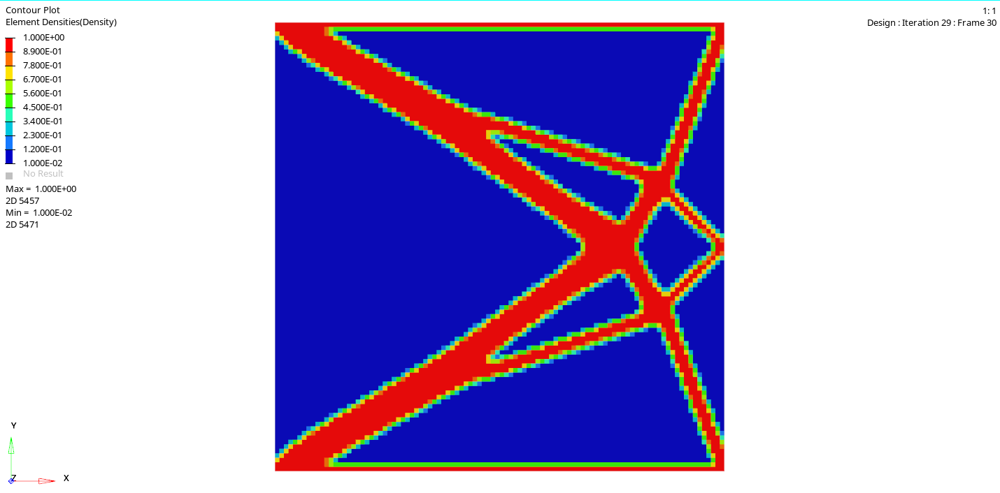 Contour Plot
Element Densities(Density)
1.000E+00
8.900E-01
7.800E-01
6.700E-01
5.600E-01
4.500E-01
3.400E-01
2.300E-01
1.200E-01
1.000E-02
No Result
Max = 1.000E+00
2D 5457
Min = 1.000E-02
2D 5471
1: 1
Design : Iteration 29 : Frame 30
Y
Z
X